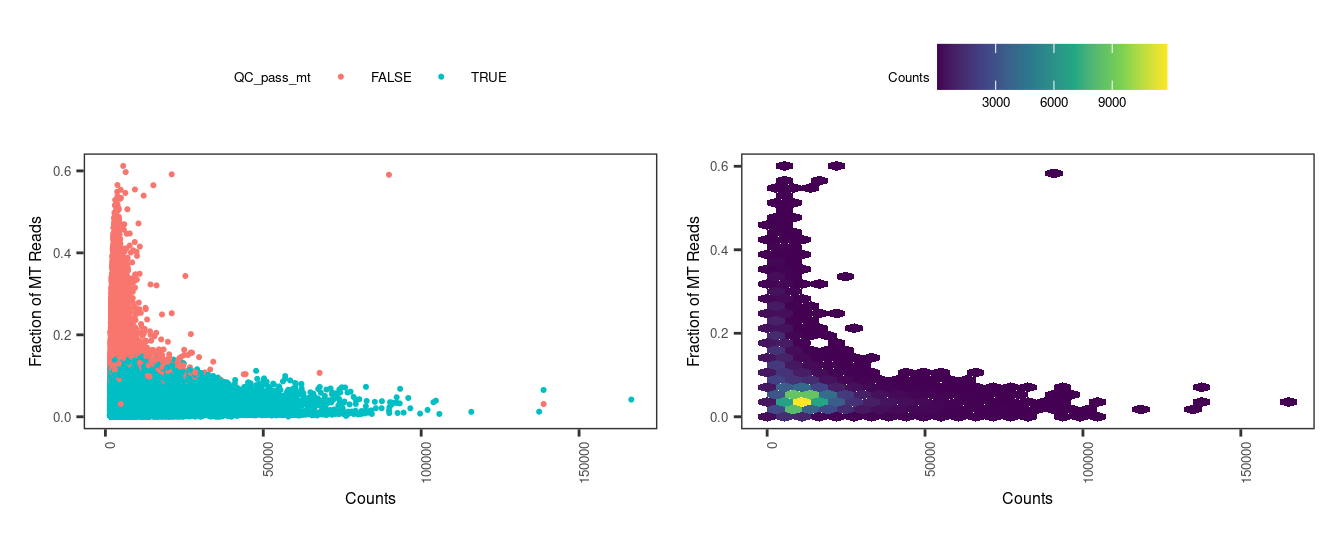 QC_pass_mt FALSE TRUE
0.6
0.4
0.2
0.0
Fraction of MT Reads
0 50000 100000 150000
Counts
Counts
3000 6000 9000
0.6
0.4
0.2
0.0
Fraction of MT Reads
0 50000 100000 150000
Counts